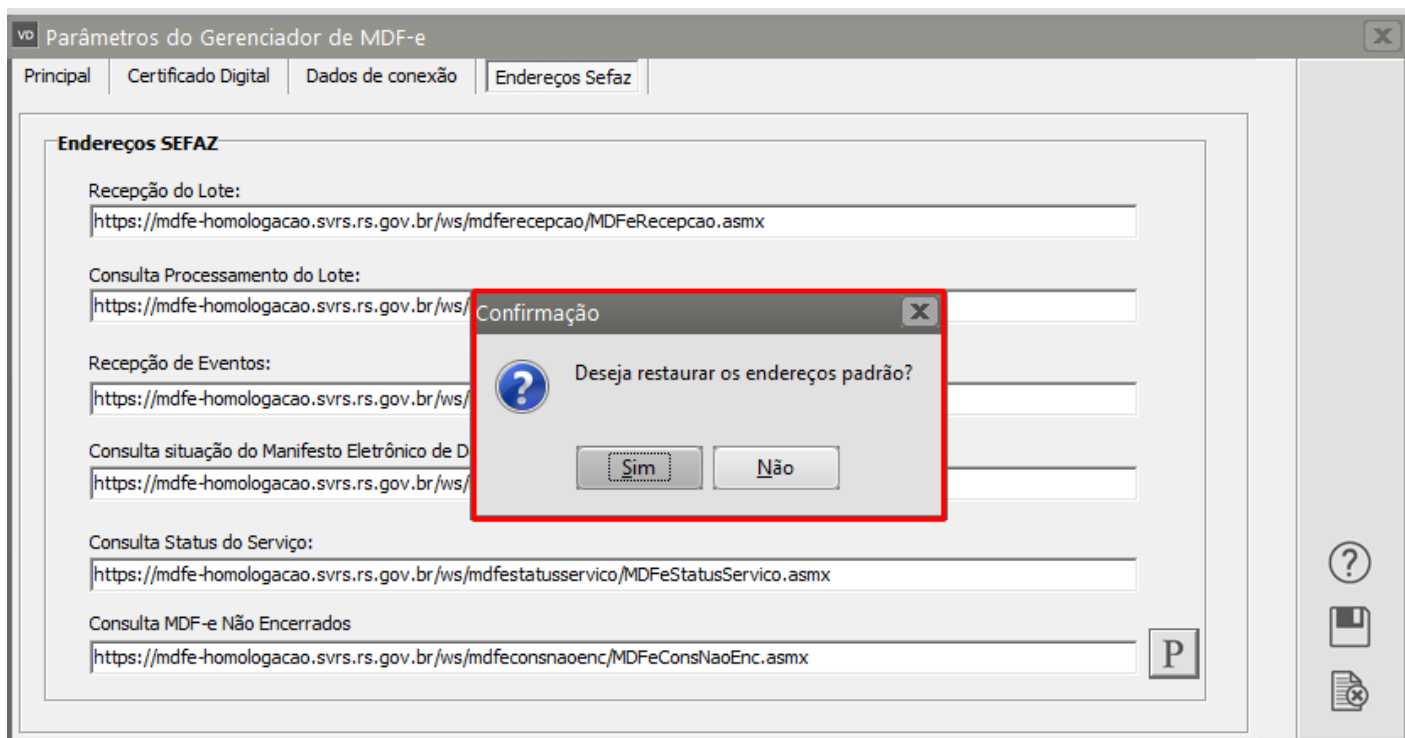 VD Parâmetros do Gerenciador de MDF-e
Principal Certificado Digital Dados de conexão Endereços Sefaz
Endereços SEFAZ
Recepção do Lote:
https://mdfe-homologacao.svrs.rs.gov.br/ws/mdferecepcao/MDFeRecepcao.asmx
Consulta Processamento do Lote:
https://mdfe-homologacao.svrs.rs.gov.br/ws/
Recepção de Eventos:
https://mdfe-homologacao.svrs.rs.gov.br/ws/
Consulta situação do Manifesto Eletrônico de D
https://mdfe-homologacao.svrs.rs.gov.br/ws/
Confirmação
Deseja restaurar os endereços padrão?
Sim Não
Consulta Status do Serviço:
https://mdfe-homologacao.svrs.rs.gov.br/ws/mdfestatusservico/MDFeStatusServico.asmx
Consulta MDF-e Não Encerrados
https://mdfe-homologacao.svrs.rs.gov.br/ws/mdfeconsnaoenc/MDFeConsNaoEnc.asmx
P